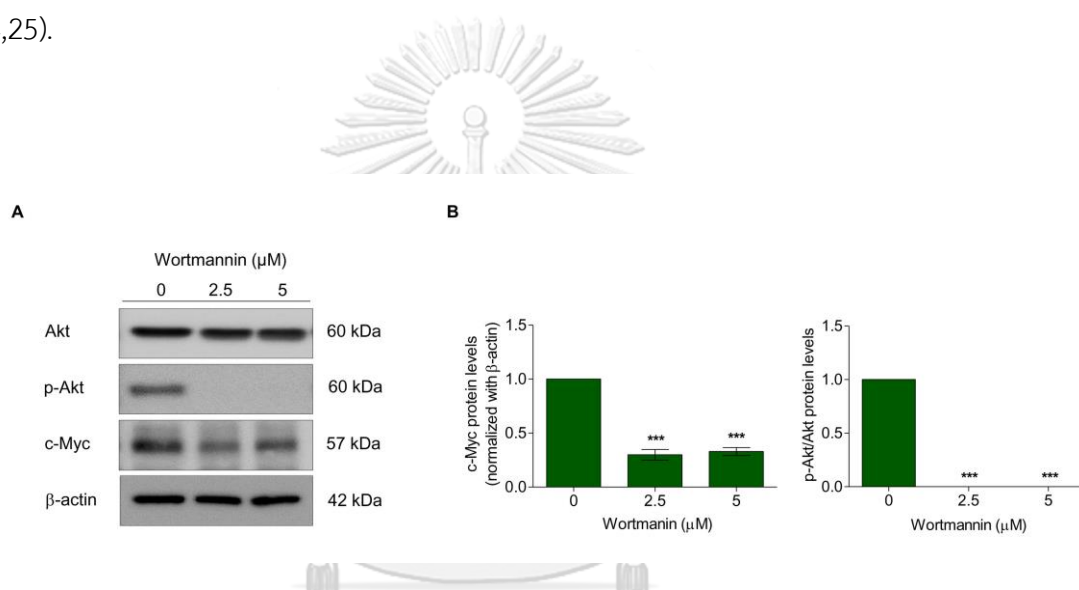 ,25).
A
Wortmannin (µM)
0 2.5 5
Akt 60 kDa
p-Akt 60 kDa
c-Myc 57 kDa
β-actin 42 kDa
B
c-Myc protein levels
(normalized with β-actin)
1.5
1.0
0.5
0.0
*** ***
0 2.5 5
Wortmanin (µM)
p-Akt/Akt protein levels
1.5
1.0
0.5
0.0
*** ***
0 2.5 5
Wortmannin (µM)